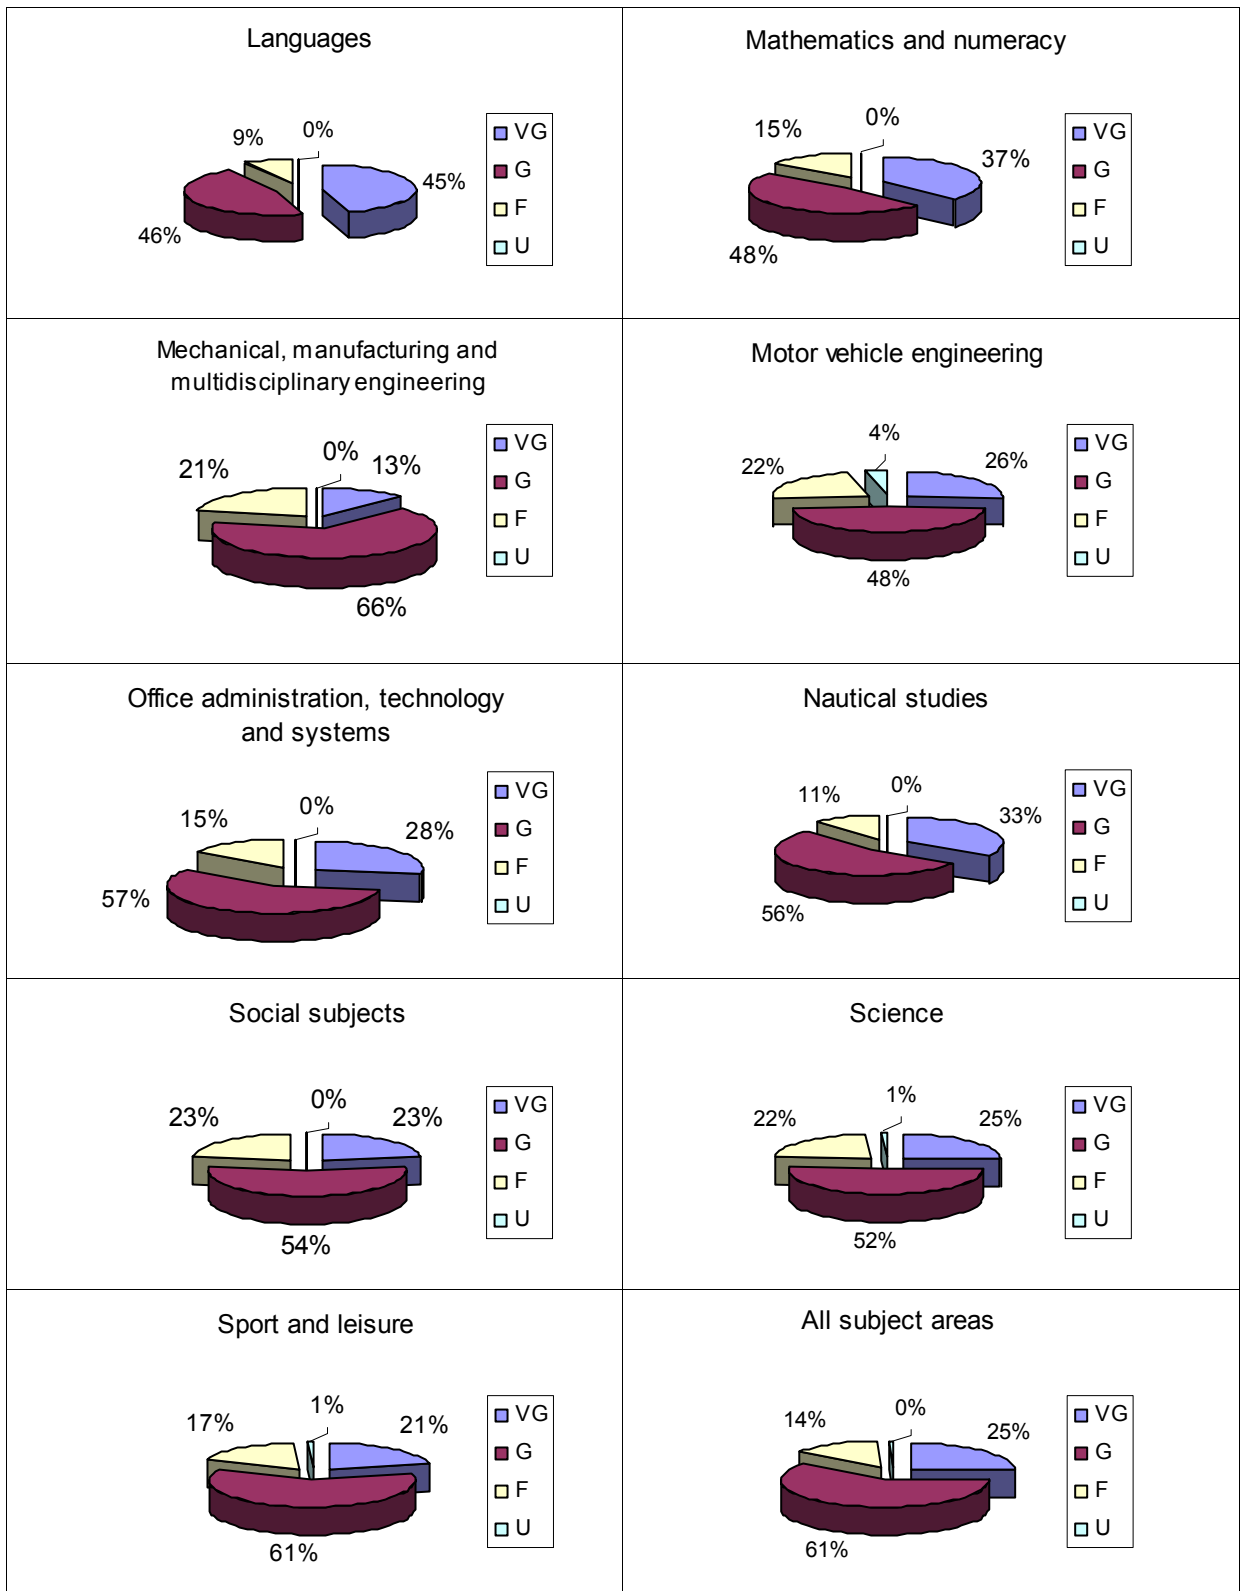 Languages
9%
0%
45%
46%
VG
G
F
U
Mathematics and numeracy
15%
0%
37%
48%
VG
G
F
U
Mechanical, manufacturing and
multidisciplinary engineering
21%
0%
13%
66%
VG
G
F
U
Motor vehicle engineering
22%
4%
26%
48%
VG
G
F
U
Office administration, technology
and systems
15%
0%
28%
57%
VG
G
F
U
Nautical studies
11%
0%
33%
56%
VG
G
F
U
Social subjects
23%
0%
23%
54%
VG
G
F
U
Science
22%
1%
25%
52%
VG
G
F
U
Sport and leisure
17%
1%
21%
61%
VG
G
F
U
All subject areas
14%
0%
25%
61%
VG
G
F
U